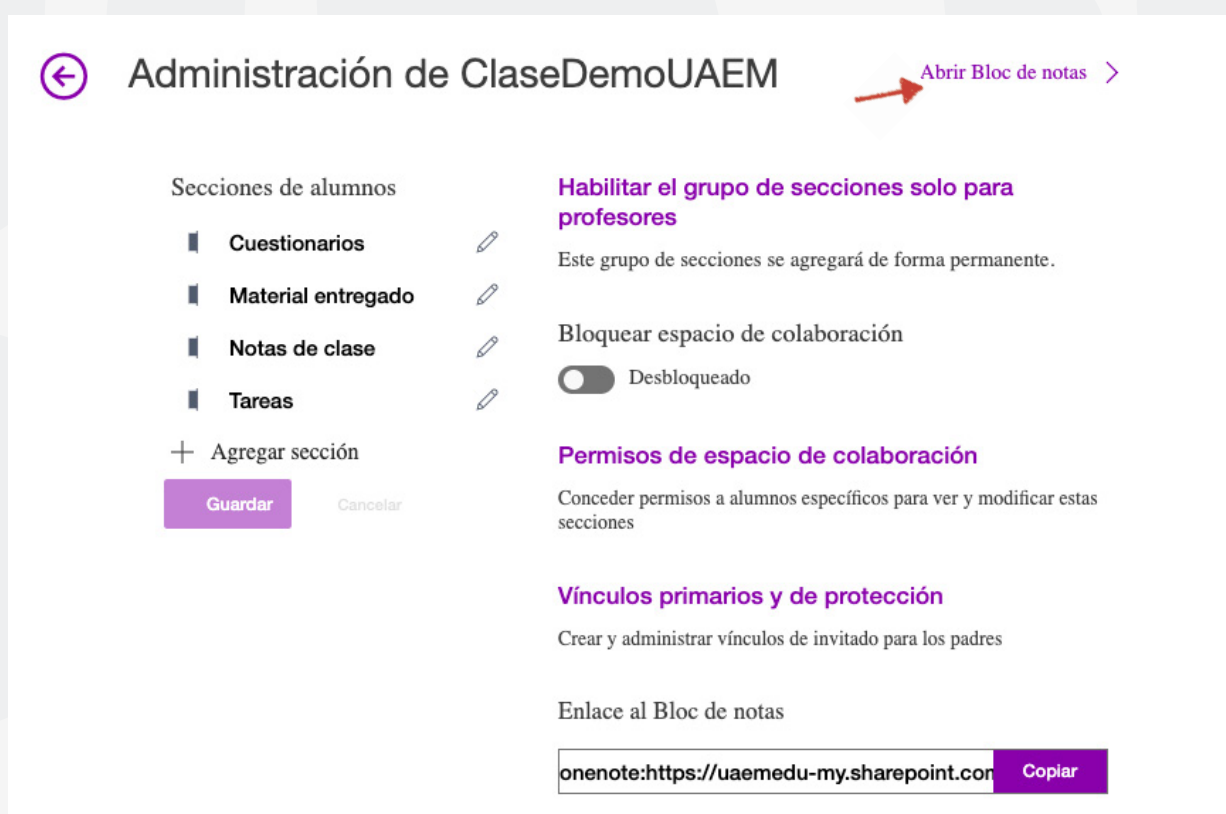 Administración de ClaseDemoUAEM
Abrir Bloc de notas
Secciones de alumnos
Cuestionarios
Material entregado
Notas de clase
Tareas
Agregar sección
Guardar
Cancelar
Habilitar el grupo de secciones solo para
profesores
Este grupo de secciones se agregará de forma permanente.
Bloquear espacio de colaboración
Desbloqueado
Permisos de espacio de colaboración
Conceder permisos a alumnos específicos para ver y modificar estas
secciones
Vínculos primarios y de protección
Crear y administrar vínculos de invitado para los padres
Enlace al Bloc de notas
onenote:https://uaemedu-my.sharepoint.com
Copiar